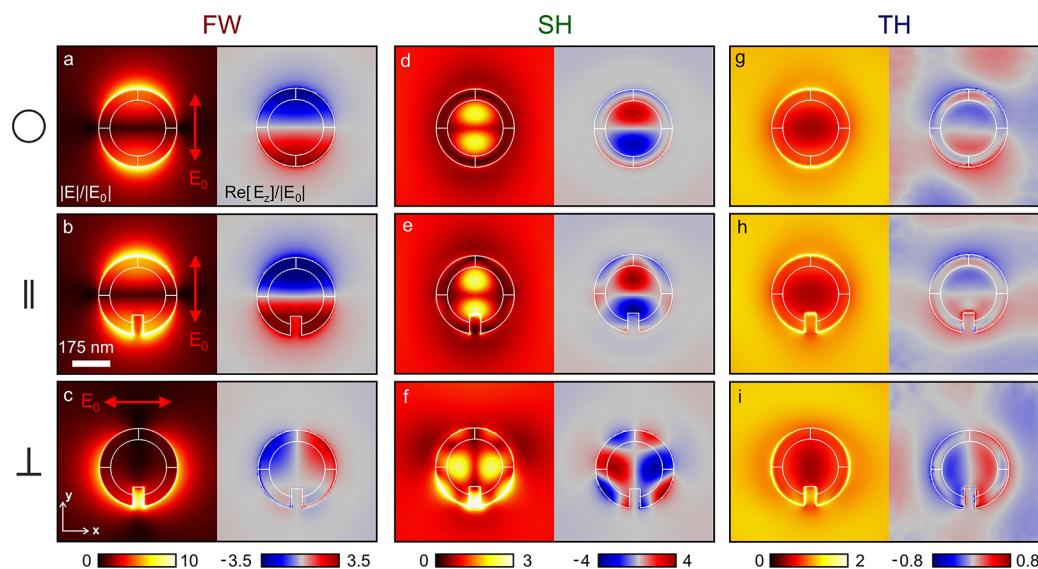 FW SH TH
a d g
E₀
|E|/|E₀| Re[E_z]/|E₀|
b e h
∥
E₀
175 nm
c f i
E₀
⊥
y
x
0 10 -3.5 3.5 0 3 -4 4 0 2 -0.8 0.8